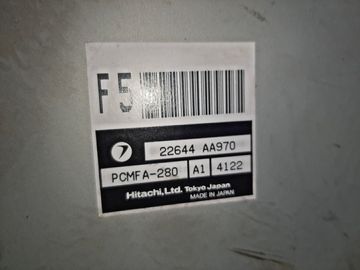 F5
22644 AA970
PCMFA-280 A1 4122
Hitachi,Ltd. Tokyo Japan
MADE IN JAPAN